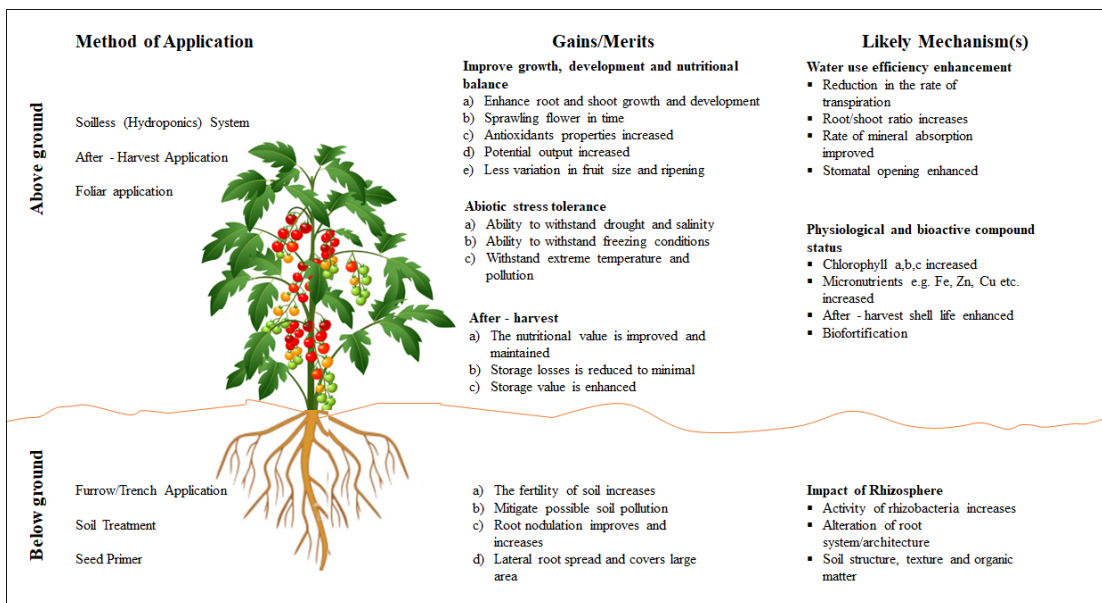 Method of Application
Gains/Merits
Likely Mechanism(s)
Above ground
Soilless (Hydroponics) System
After - Harvest Application
Foliar application
Improve growth, development and nutritional
balance
a) Enhance root and shoot growth and development
b) Sprawling flower in time
c) Antioxidants properties increased
d) Potential output increased
e) Less variation in fruit size and ripening
Abiotic stress tolerance
a) Ability to withstand drought and salinity
b) Ability to withstand freezing conditions
c) Withstand extreme temperature and
pollution
After - harvest
a) The nutritional value is improved and
maintained
b) Storage losses is reduced to minimal
c) Storage value is enhanced
Water use efficiency enhancement
▪ Reduction in the rate of
transpiration
▪ Root/shoot ratio increases
▪ Rate of mineral absorption
improved
▪ Stomatal opening enhanced
Physiological and bioactive compound
status
▪ Chlorophyll a,b,c increased
▪ Micronutrients e.g. Fe, Zn, Cu etc.
increased
▪ After - harvest shell life enhanced
▪ Biofortification
Below ground
Furrow/Trench Application
Soil Treatment
Seed Primer
a) The fertility of soil increases
b) Mitigate possible soil pollution
c) Root nodulation improves and
increases
d) Lateral root spread and covers large
area
Impact of Rhizosphere
▪ Activity of rhizobacteria increases
▪ Alteration of root
system/architecture
▪ Soil structure, texture and organic
matter